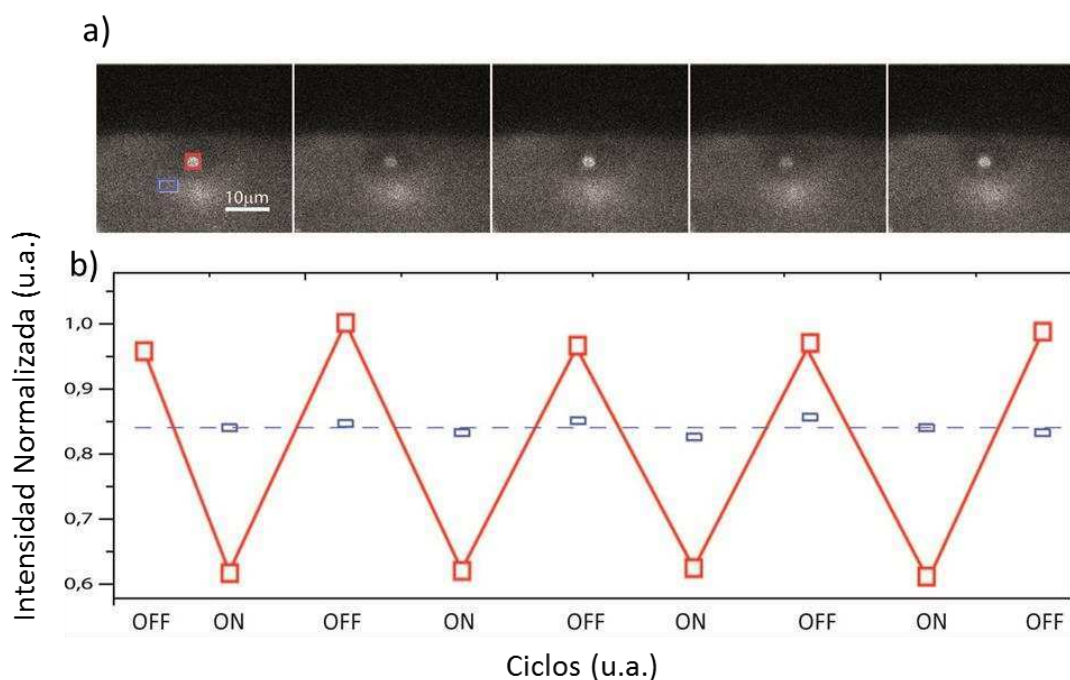 a)
10μm
b)
Intensidad Normalizada (u.a.)
1,0
0,9
0,8
0,7
0,6
OFF ON OFF ON OFF ON OFF ON OFF
Ciclos (u.a.)